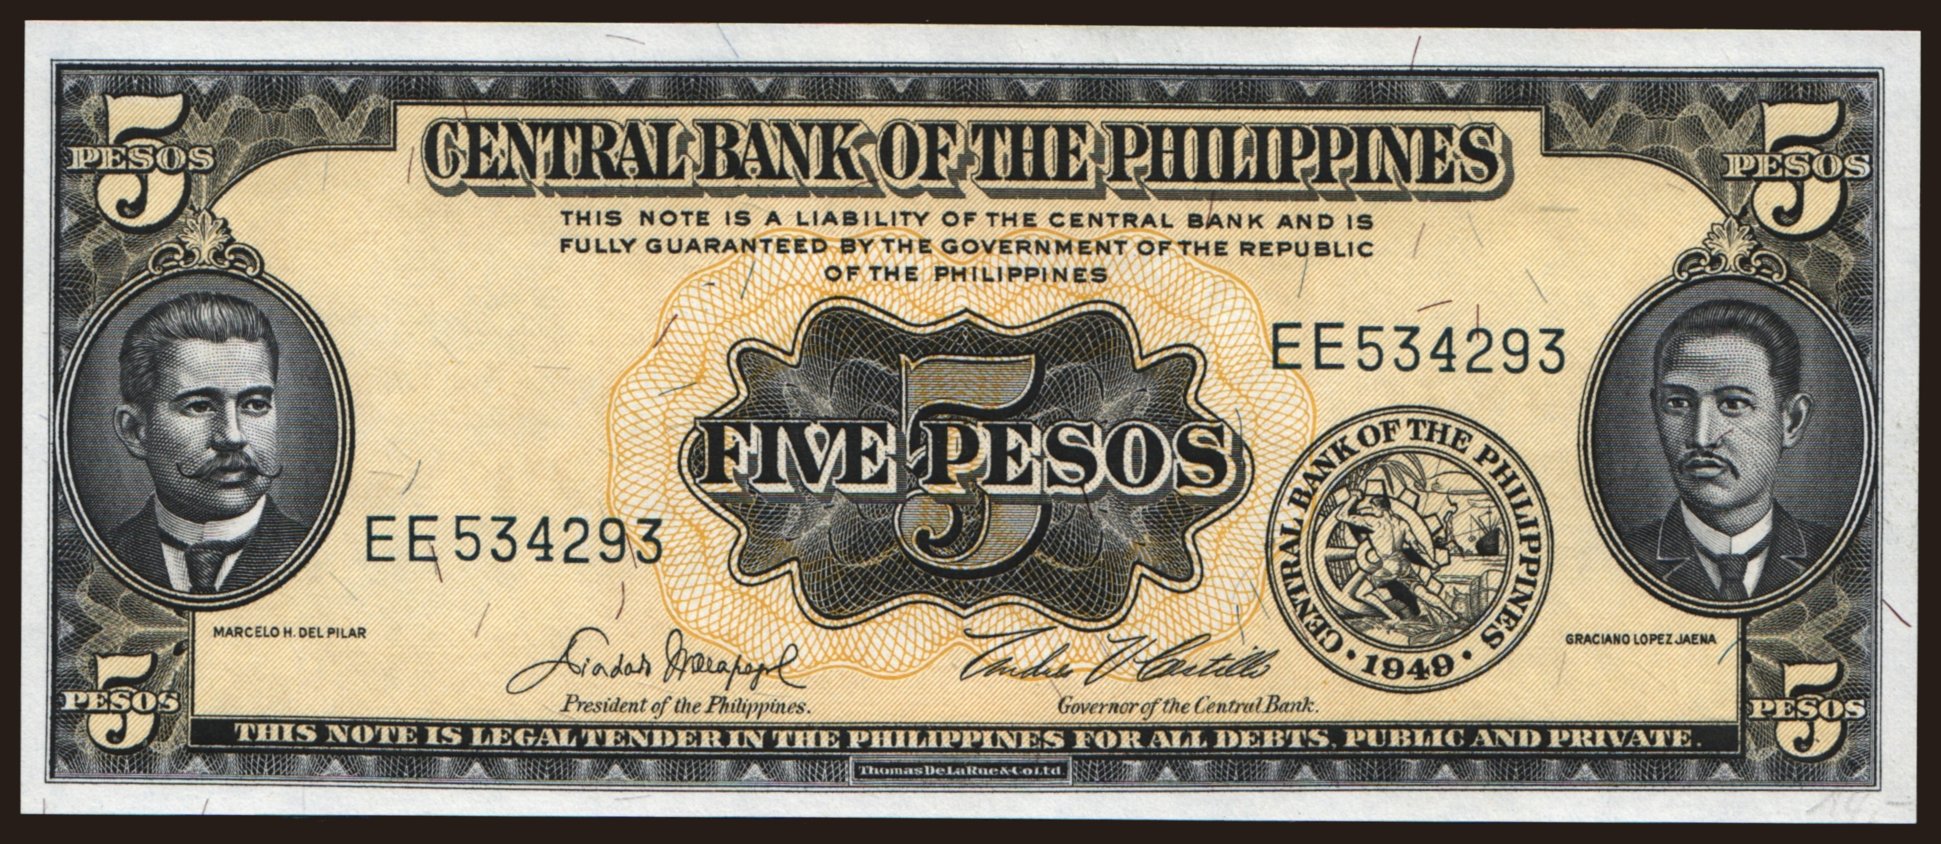 5
PESOS
5
PESOS
CENTRAL BANK OF THE PHILIPPINES
THIS NOTE IS A LIABILITY OF THE CENTRAL BANK AND IS
FULLY GUARANTEED BY THE GOVERNMENT OF THE REPUBLIC
OF THE PHILIPPINES
EE534293
5
FIVE PESOS
EE534293
CENTRAL BANK OF THE PHILIPPINES
· 1949 ·
MARCELO H. DEL PILAR
GRACIANO LOPEZ JAENA
President of the Philippines.
Governor of the Central Bank.
5
PESOS
5
PESOS
THIS NOTE IS LEGAL TENDER IN THE PHILIPPINES FOR ALL DEBTS, PUBLIC AND PRIVATE.
Thomas De La Rue & Co. Ltd